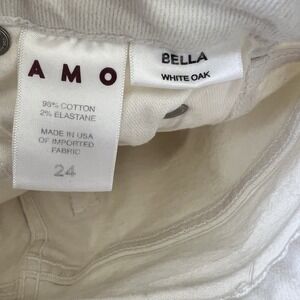 AMO
98% COTTON
2% ELASTANE
MADE IN USA
OF IMPORTED
FABRIC
24
BELLA
WHITE OAK